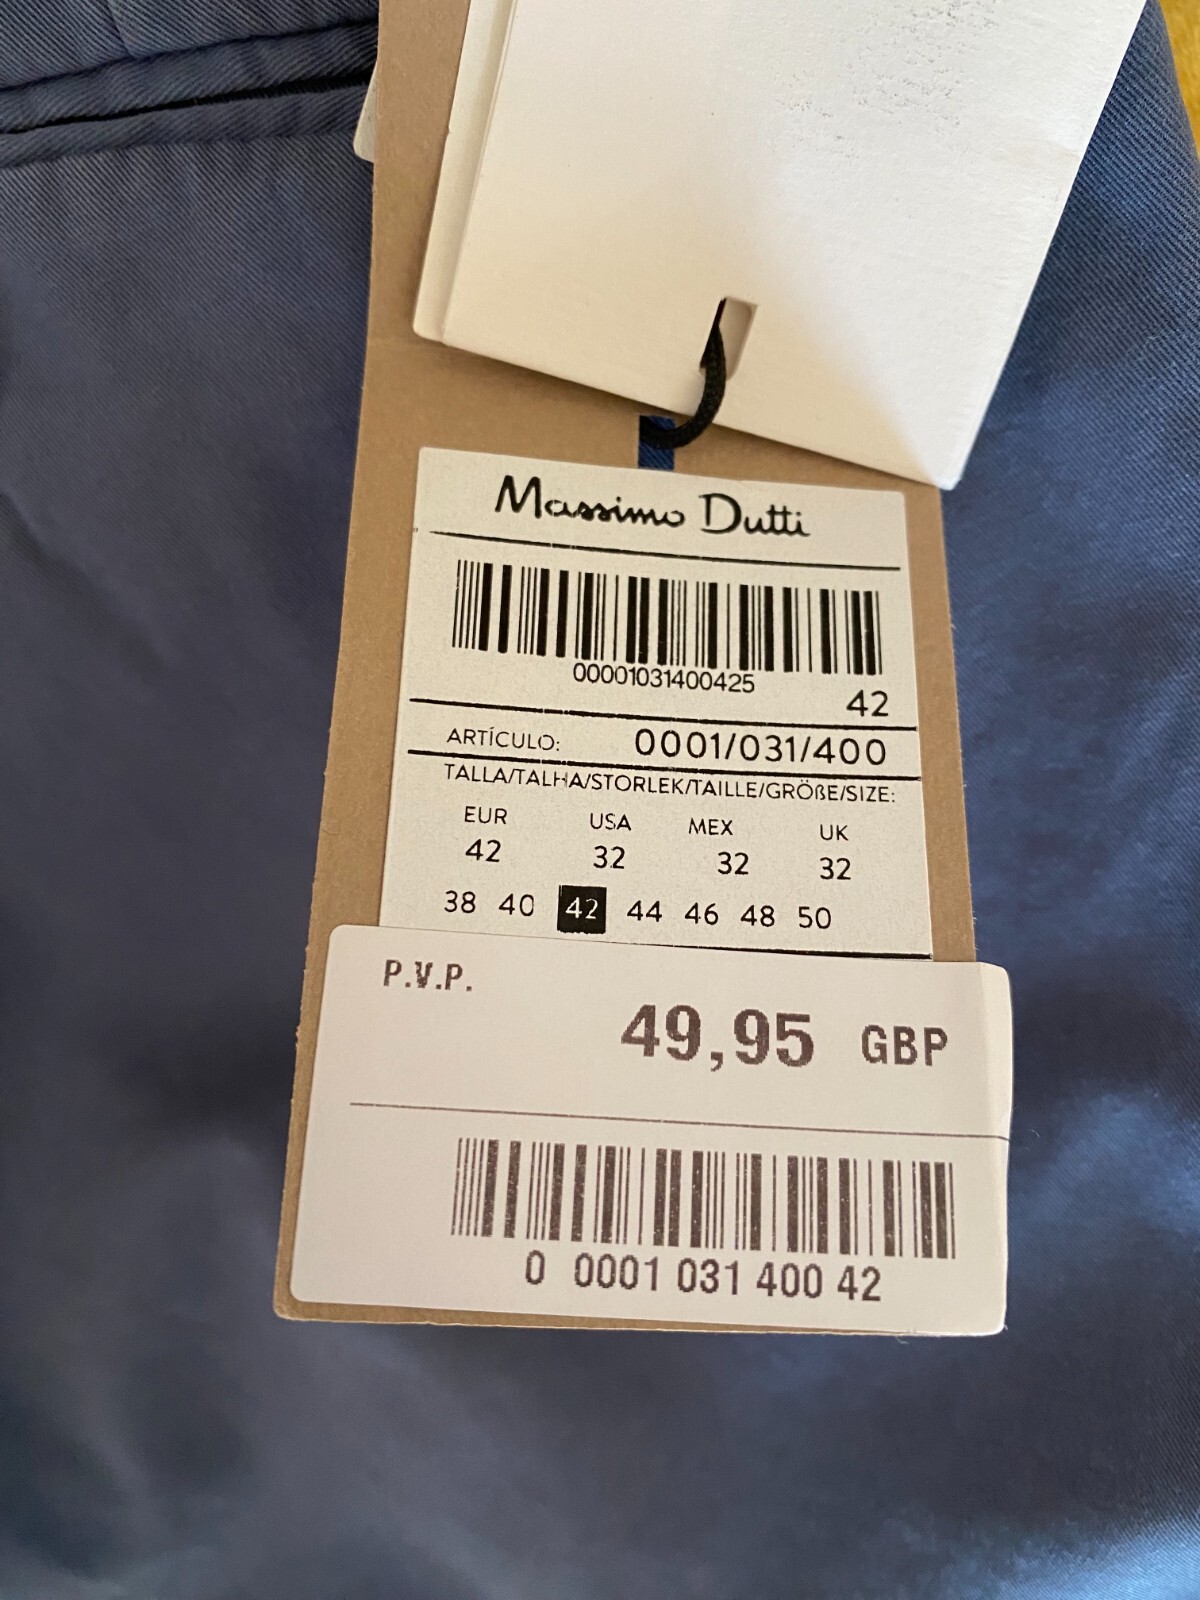 Massimo Dutti
00001031400425
42
ARTÍCULO: 0001/031/400
TALLA/TALHA/STORLEK/TAILLE/GRÖßE/SIZE:
EUR USA MEX UK
42 32 32 32
38 40 42 44 46 48 50
P.V.P.
49,95 GBP
0 0001 031 400 42